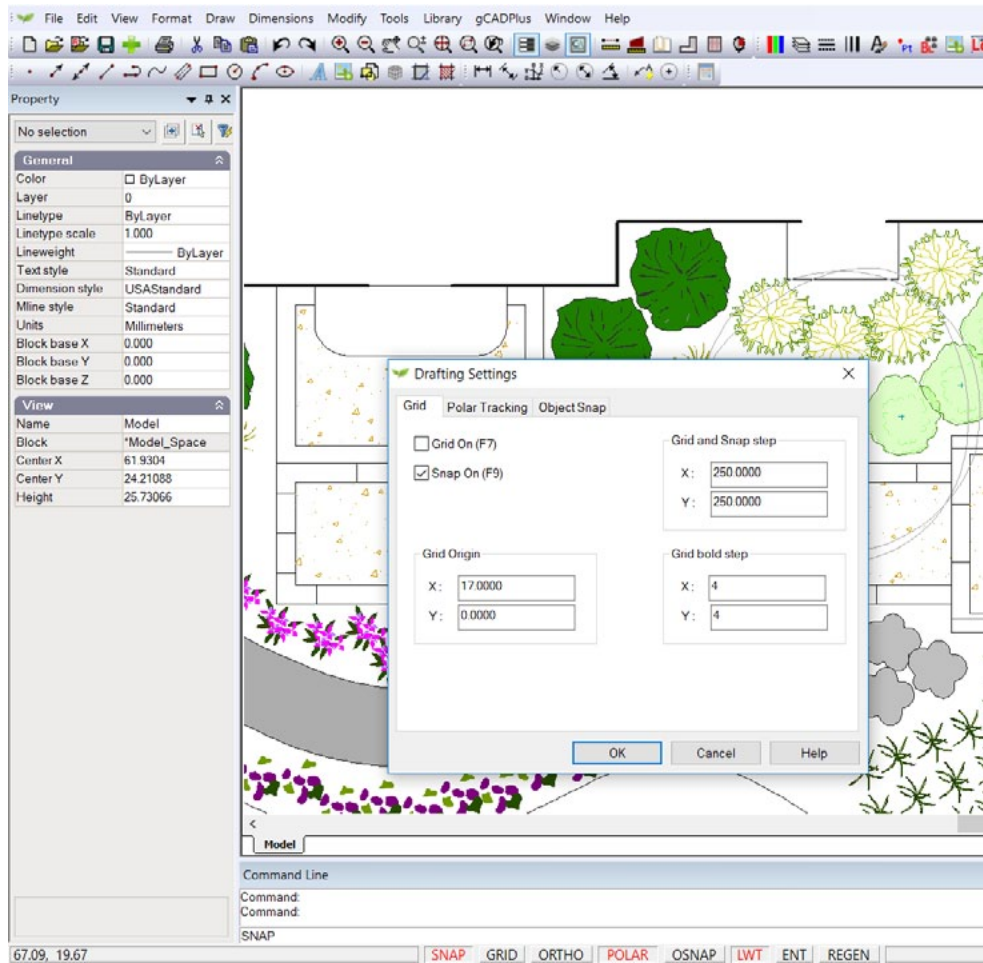 File Edit View Format Draw Dimensions Modify Tools Library gCADPlus Window Help
Property
No selection
General
Color ByLayer
Layer 0
Linetype ByLayer
Linetype scale 1.000
Lineweight ByLayer
Text style Standard
Dimension style USAStandard
Mline style Standard
Units Millimeters
Block base X 0.000
Block base Y 0.000
Block base Z 0.000
View
Name Model
Block *Model_Space
Center X 61.9304
Center Y 24.21088
Height 25.73066
Drafting Settings
Grid Polar Tracking Object Snap
Grid On (F7)
Snap On (F9)
Grid and Snap step
X: 250.0000
Y: 250.0000
Grid Origin
X: 17.0000
Y: 0.0000
Grid bold step
X: 4
Y: 4
OK Cancel Help
Model
Command Line
Command:
Command:
SNAP
67.09, 19.67 SNAP GRID ORTHO POLAR OSNAP LWT ENT REGEN